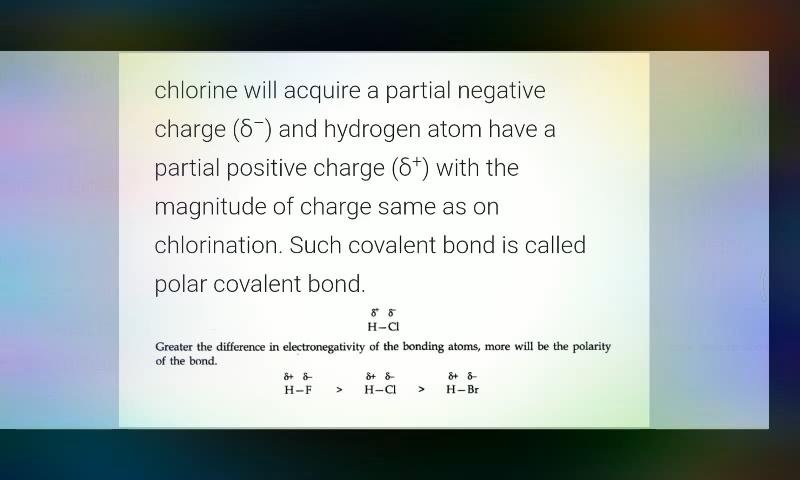 chlorine will acquire a partial negative
charge (δ⁻) and hydrogen atom have a
partial positive charge (δ⁺) with the
magnitude of charge same as on
chlorination. Such covalent bond is called
polar covalent bond.
δ⁺ δ⁻
H–Cl
Greater the difference in electronegativity of the bonding atoms, more will be the polarity
of the bond.
δ+ δ– δ+ δ– δ+ δ–
H–F > H–Cl > H–Br